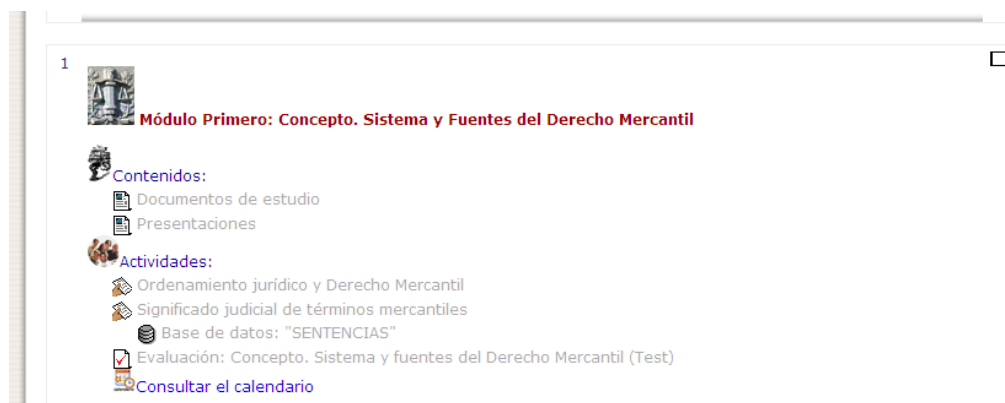 1
Módulo Primero: Concepto. Sistema y Fuentes del Derecho Mercantil
Contenidos:
Documentos de estudio
Presentaciones
Actividades:
Ordenamiento jurídico y Derecho Mercantil
Significado judicial de términos mercantiles
Base de datos: "SENTENCIAS"
Evaluación: Concepto. Sistema y fuentes del Derecho Mercantil (Test)
Consultar el calendario